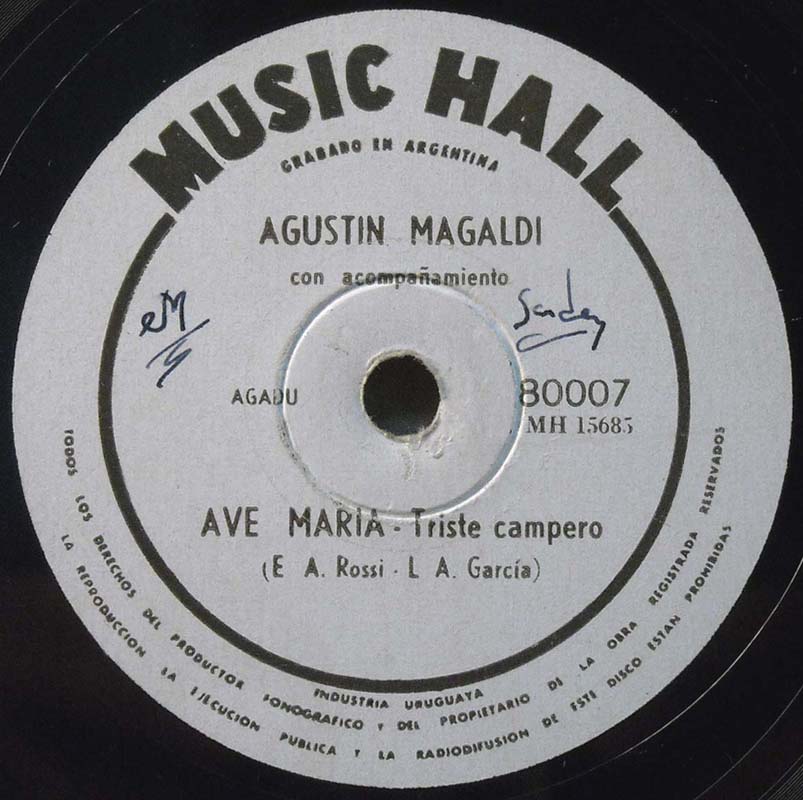 MUSIC HALL
GRABADO EN ARGENTINA
AGUSTIN MAGALDI
con acompañamiento
AGADU
80007
MH 15685
AVE MARIA - Triste campero
(E A. Rossi - L A. García)
INDUSTRIA URUGUAYA
TODOS LOS DERECHOS DEL PRODUCTOR FONOGRAFICO Y DEL PROPIETARIO DE LA OBRA REGISTRADA RESERVADOS
LA REPRODUCCION LA EJECUCION PUBLICA Y LA RADIODIFUSION DE ESTE DISCO ESTAN PROHIBIDAS